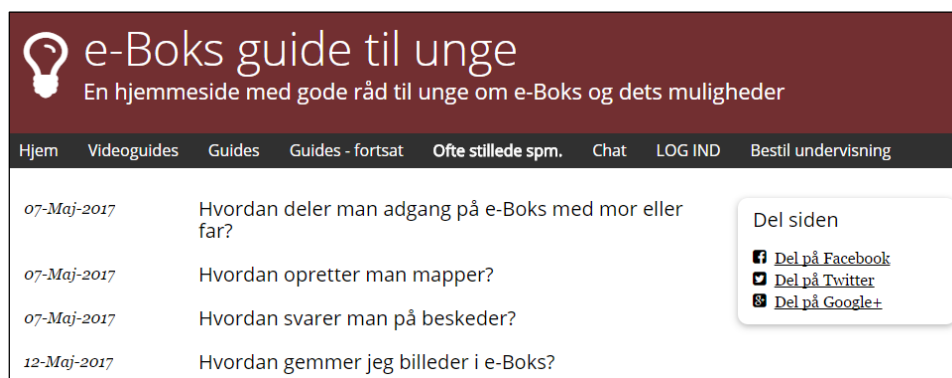 e-Boks guide til unge
En hjemmeside med gode råd til unge om e-Boks og dets muligheder
Hjem Videoguides Guides Guides - fortsat Ofte stillede spm. Chat LOG IND Bestil undervisning
07-Maj-2017 Hvordan deler man adgang på e-Boks med mor eller
far?
07-Maj-2017 Hvordan opretter man mapper?
07-Maj-2017 Hvordan svarer man på beskeder?
12-Maj-2017 Hvordan gemmer jeg billeder i e-Boks?
Del siden
Del på Facebook
Del på Twitter
Del på Google+